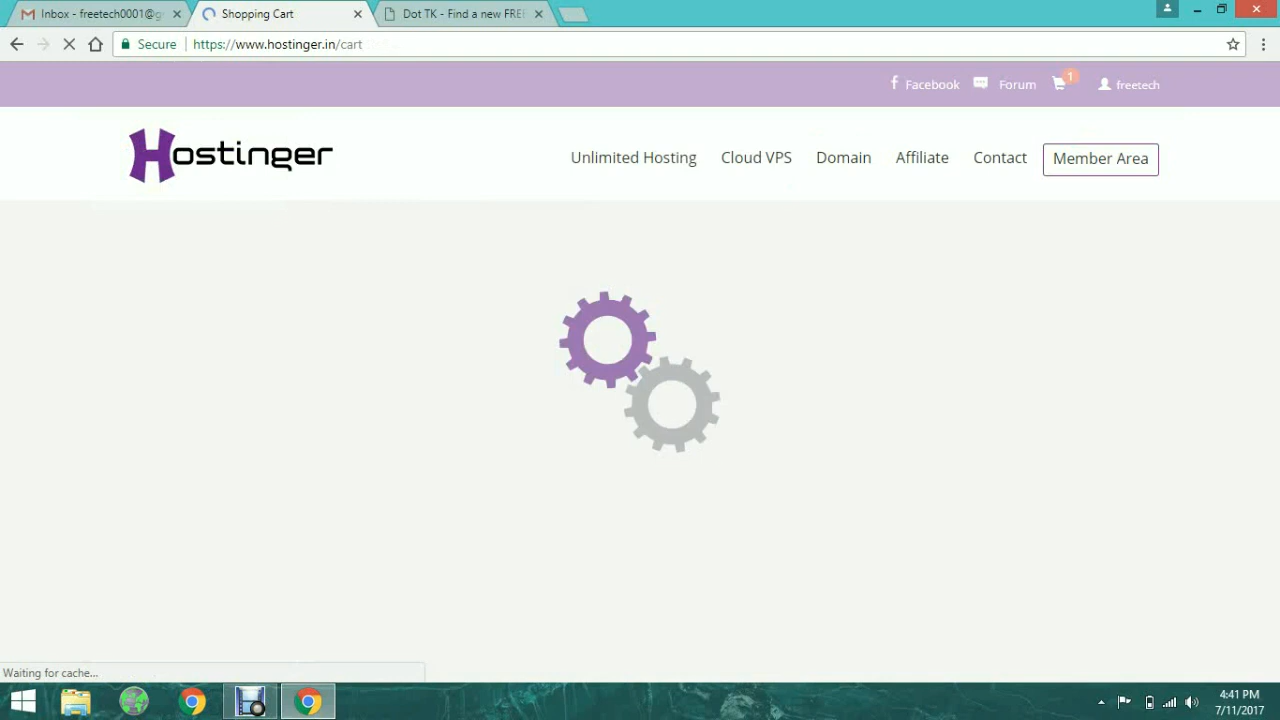 Inbox - freetech0001@g
Shopping Cart
Dot TK - Find a new FREE
Secure
https://www.hostinger.in/cart
Facebook
Forum
1
freetech
Hostinger
Unlimited Hosting
Cloud VPS
Domain
Affiliate
Contact
Member Area
Waiting for cache...
4:41 PM
7/11/2017